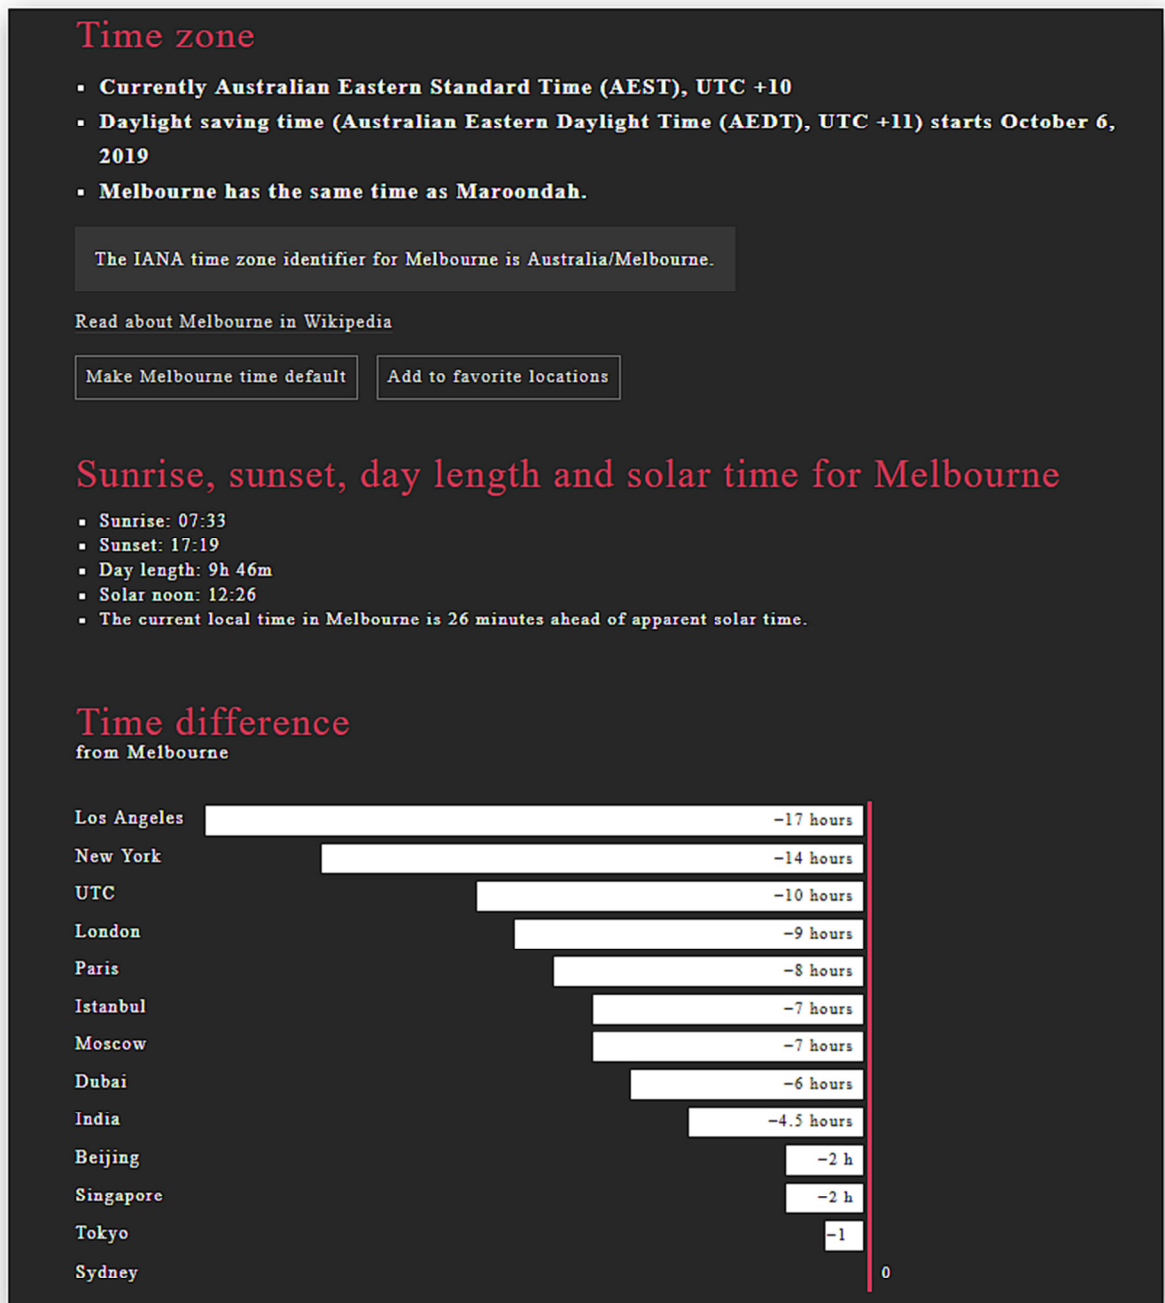 Time zone
Currently Australian Eastern Standard Time (AEST), UTC +10
Daylight saving time (Australian Eastern Daylight Time (AEDT), UTC +11) starts October 6,
2019
Melbourne has the same time as Maroondah.
The IANA time zone identifier for Melbourne is Australia/Melbourne.
Read about Melbourne in Wikipedia
Make Melbourne time default Add to favorite locations
Sunrise, sunset, day length and solar time for Melbourne
Sunrise: 07:33
Sunset: 17:19
Day length: 9h 46m
Solar noon: 12:26
The current local time in Melbourne is 26 minutes ahead of apparent solar time.
Time difference
from Melbourne
Los Angeles −17 hours
New York −14 hours
UTC −10 hours
London −9 hours
Paris −8 hours
Istanbul −7 hours
Moscow −7 hours
Dubai −6 hours
India −4.5 hours
Beijing −2 h
Singapore −2 h
Tokyo −1
Sydney 0